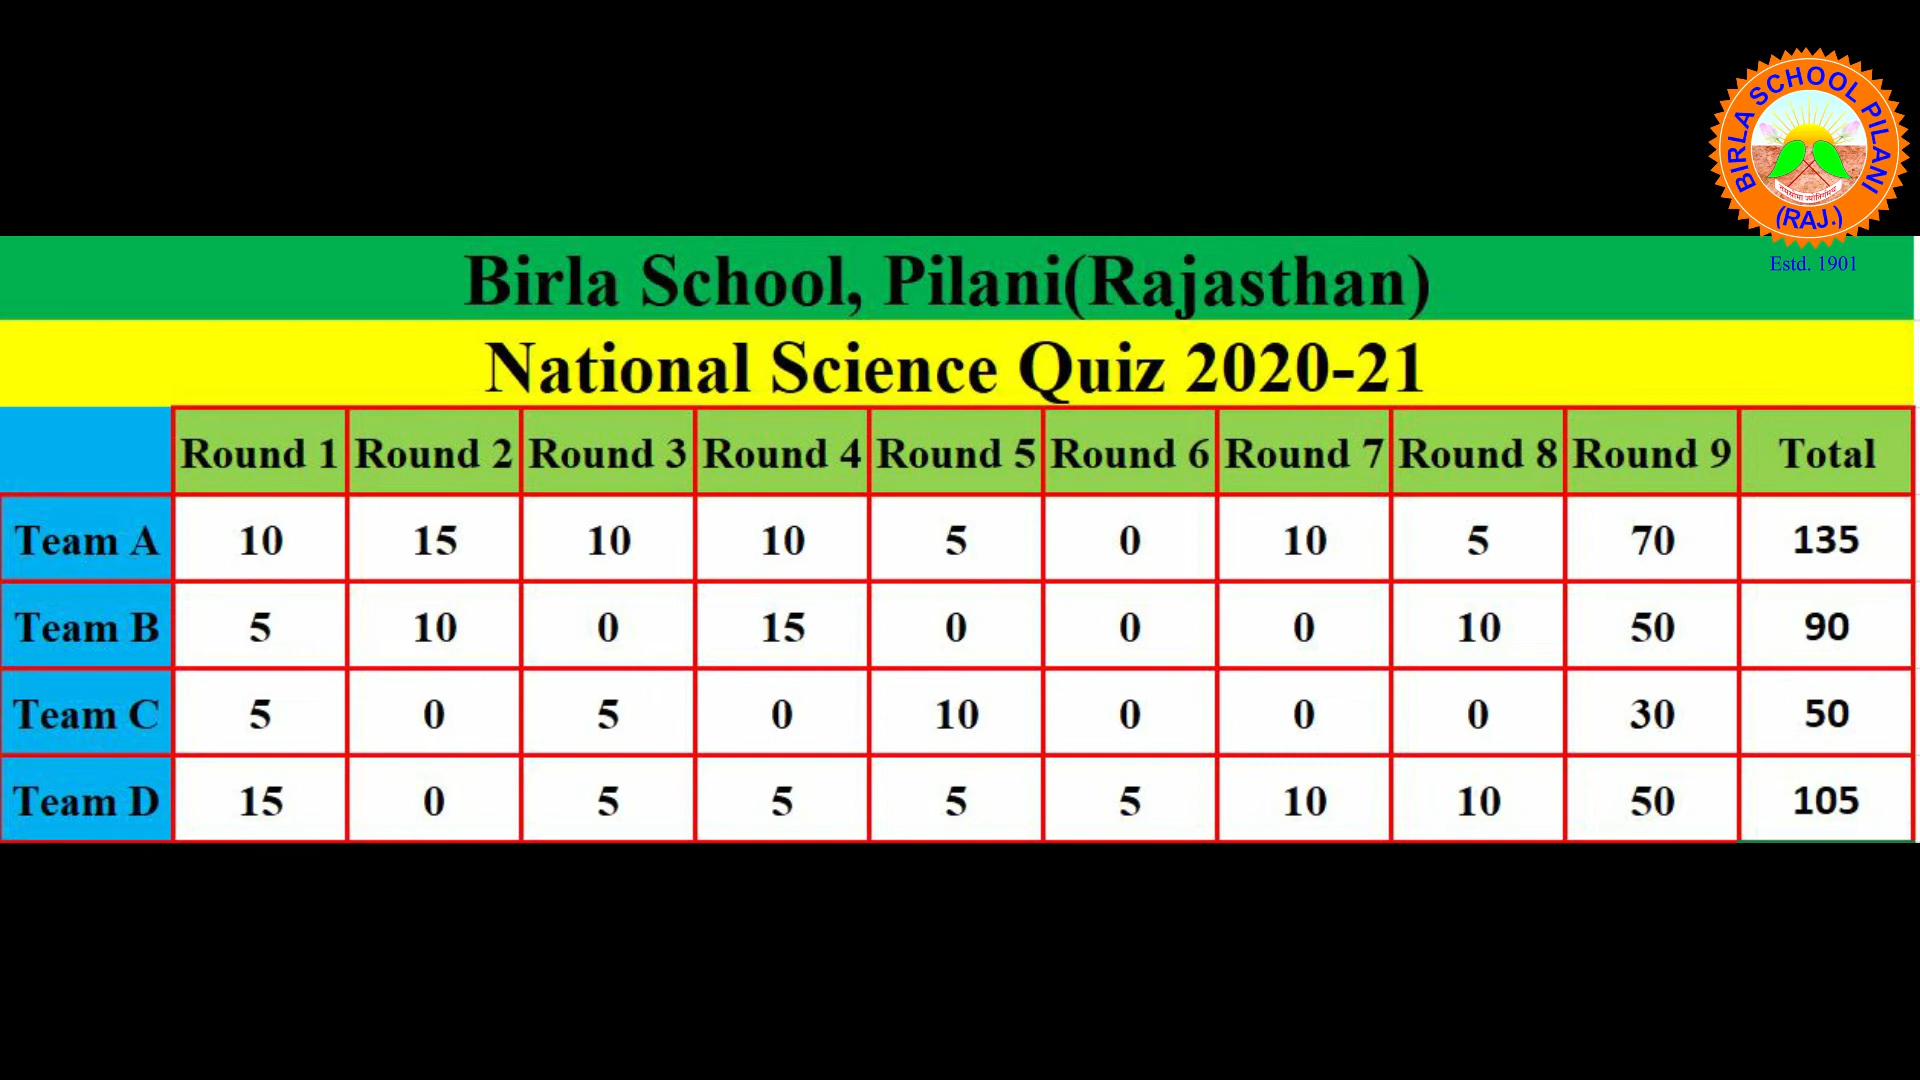 BIRLA SCHOOL PILANI
(RAJ.)
Estd. 1901
Birla School, Pilani(Rajasthan)
National Science Quiz 2020-21
Round 1 Round 2 Round 3 Round 4 Round 5 Round 6 Round 7 Round 8 Round 9 Total
Team A 10 15 10 10 5 0 10 5 70 135
Team B 5 10 0 15 0 0 0 10 50 90
Team C 5 0 5 0 10 0 0 0 30 50
Team D 15 0 5 5 5 5 10 10 50 105